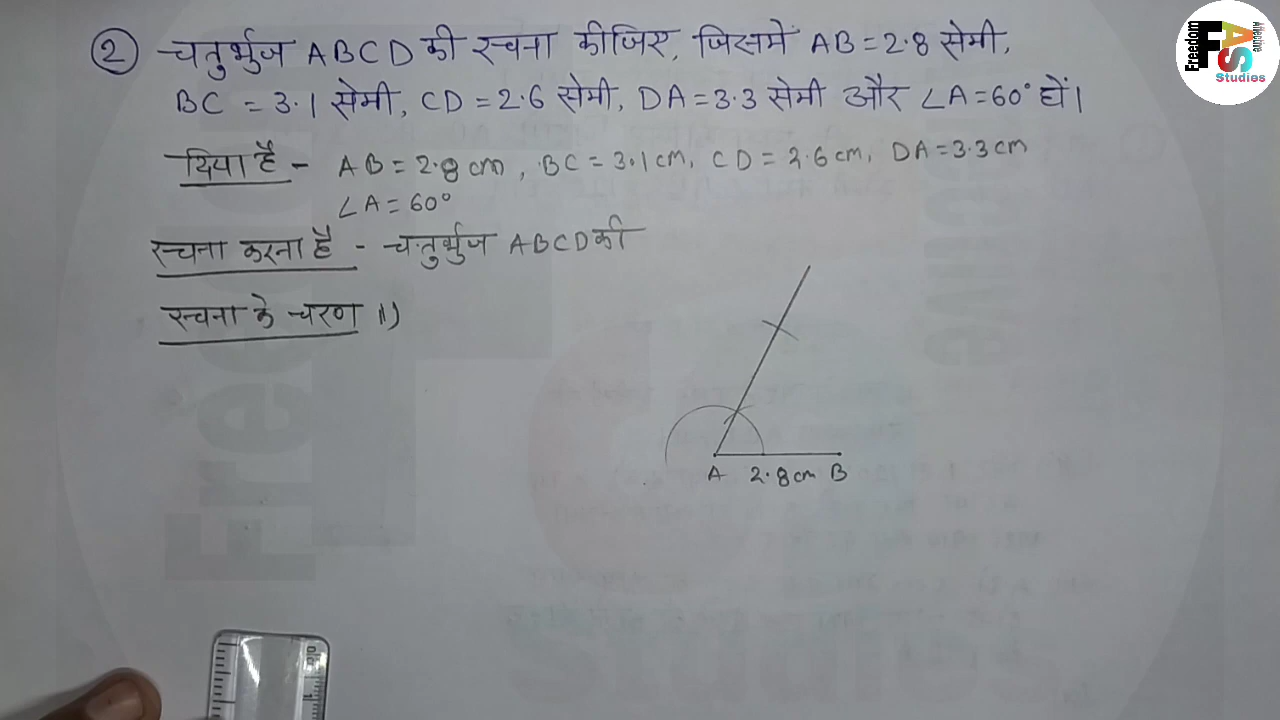 ② चतुर्भुज ABCD की रचना कीजिए, जिसमें AB = 2.8 सेमी,
BC = 3.1 सेमी, CD = 2.6 सेमी, DA = 3.3 सेमी और ∠A = 60° हों।
दिया है - AB = 2.8 cm, BC = 3.1 cm, CD = 2.6 cm, DA = 3.3 cm
∠A = 60°
रचना करना है - चतुर्भुज ABCD की
रचना के चरण 1)
A 2.8 cm B
Freedom
FAS
Studies